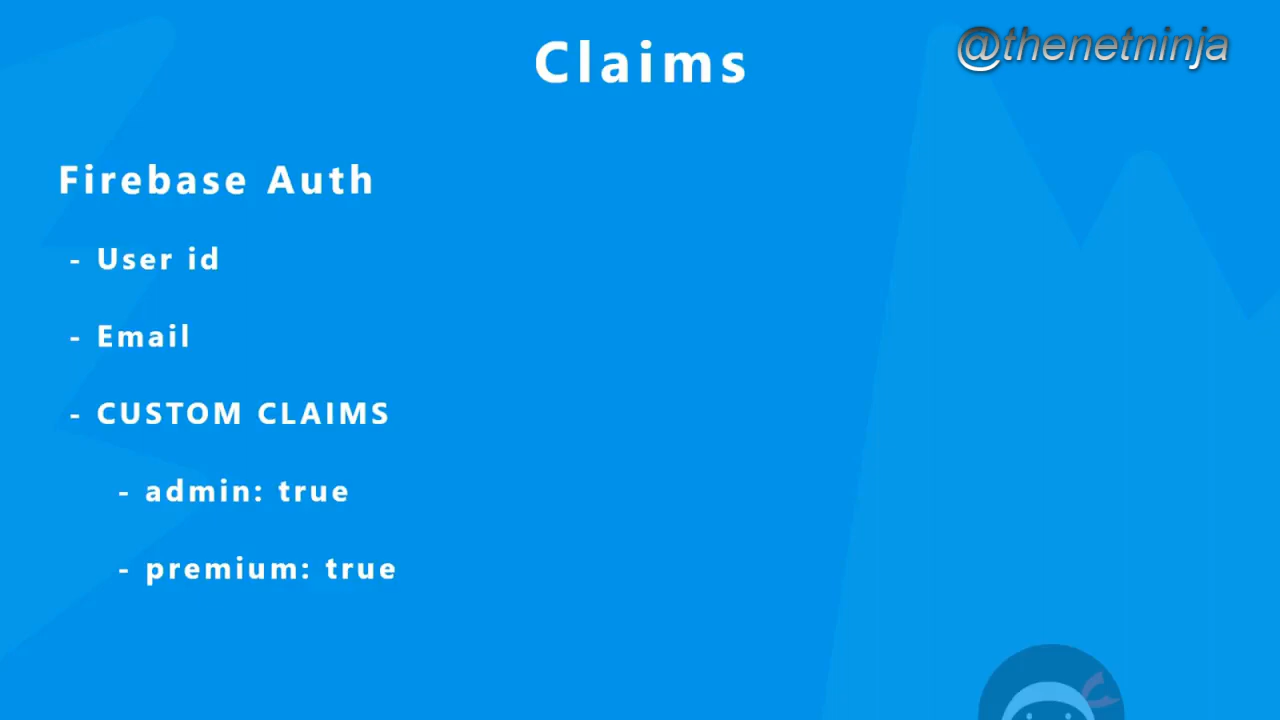 Claims
@thenetninja
Firebase Auth
- User id
- Email
- CUSTOM CLAIMS
- admin: true
- premium: true